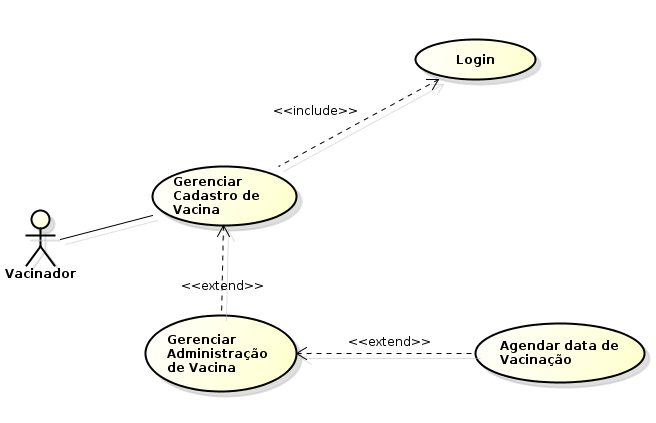 Login
<<include>>
Gerenciar
Cadastro de
Vacina
Vacinador
<<extend>>
Gerenciar
Administração
de Vacina
<<extend>>
Agendar data de
Vacinação